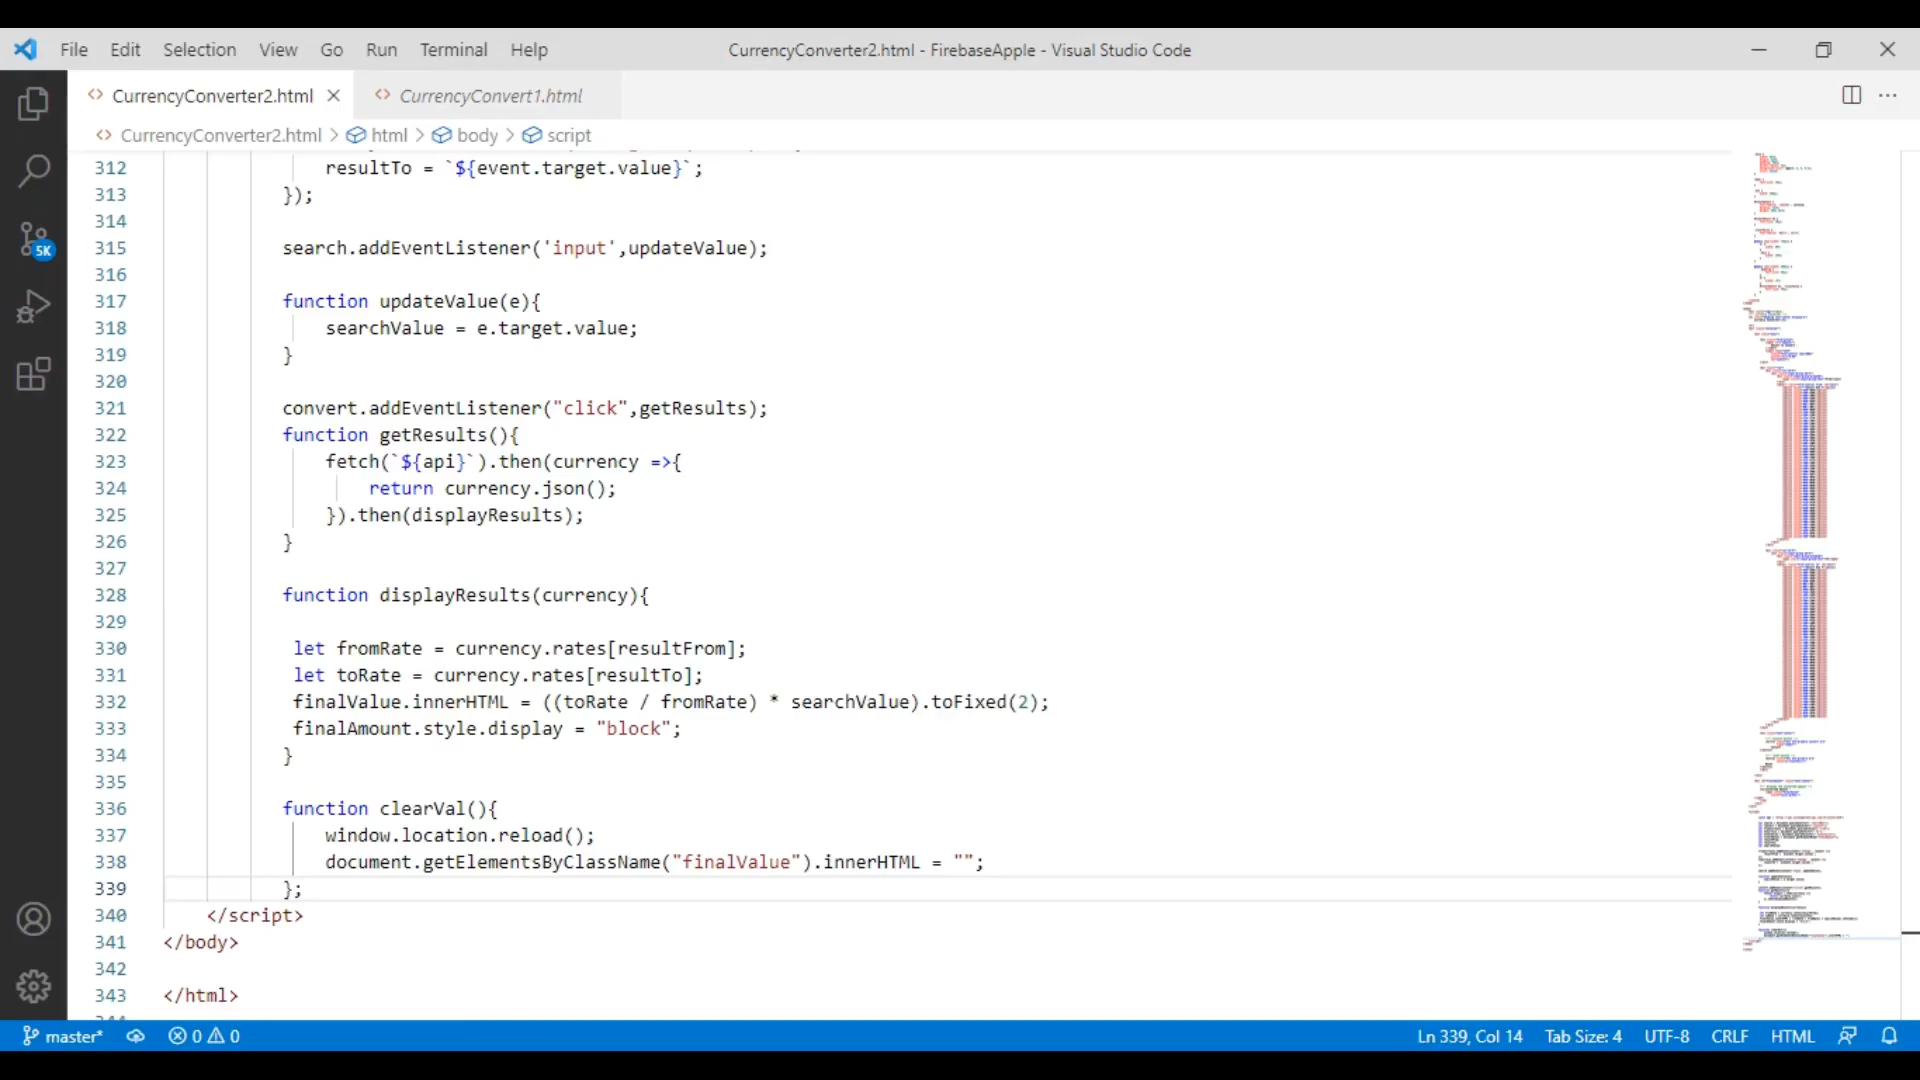 File Edit Selection View Go Run Terminal Help CurrencyConverter2.html - FirebaseApple - Visual Studio Code
CurrencyConverter2.html CurrencyConvert1.html
CurrencyConverter2.html > html > body > script
312 resultTo = `${event.target.value}`;
313 });
314
315 search.addEventListener('input',updateValue);
316
317 function updateValue(e){
318 searchValue = e.target.value;
319 }
320
321 convert.addEventListener("click",getResults);
322 function getResults(){
323 fetch(`${api}`).then(currency =>{
324 return currency.json();
325 }).then(displayResults);
326 }
327
328 function displayResults(currency){
329
330 let fromRate = currency.rates[resultFrom];
331 let toRate = currency.rates[resultTo];
332 finalValue.innerHTML = ((toRate / fromRate) * searchValue).toFixed(2);
333 finalAmount.style.display = "block";
334 }
335
336 function clearVal(){
337 window.location.reload();
338 document.getElementsByClassName("finalValue").innerHTML = "";
339 };
340 </script>
341 </body>
342
343 </html>
5K
master* 0 0 Ln 339, Col 14 Tab Size: 4 UTF-8 CRLF HTML